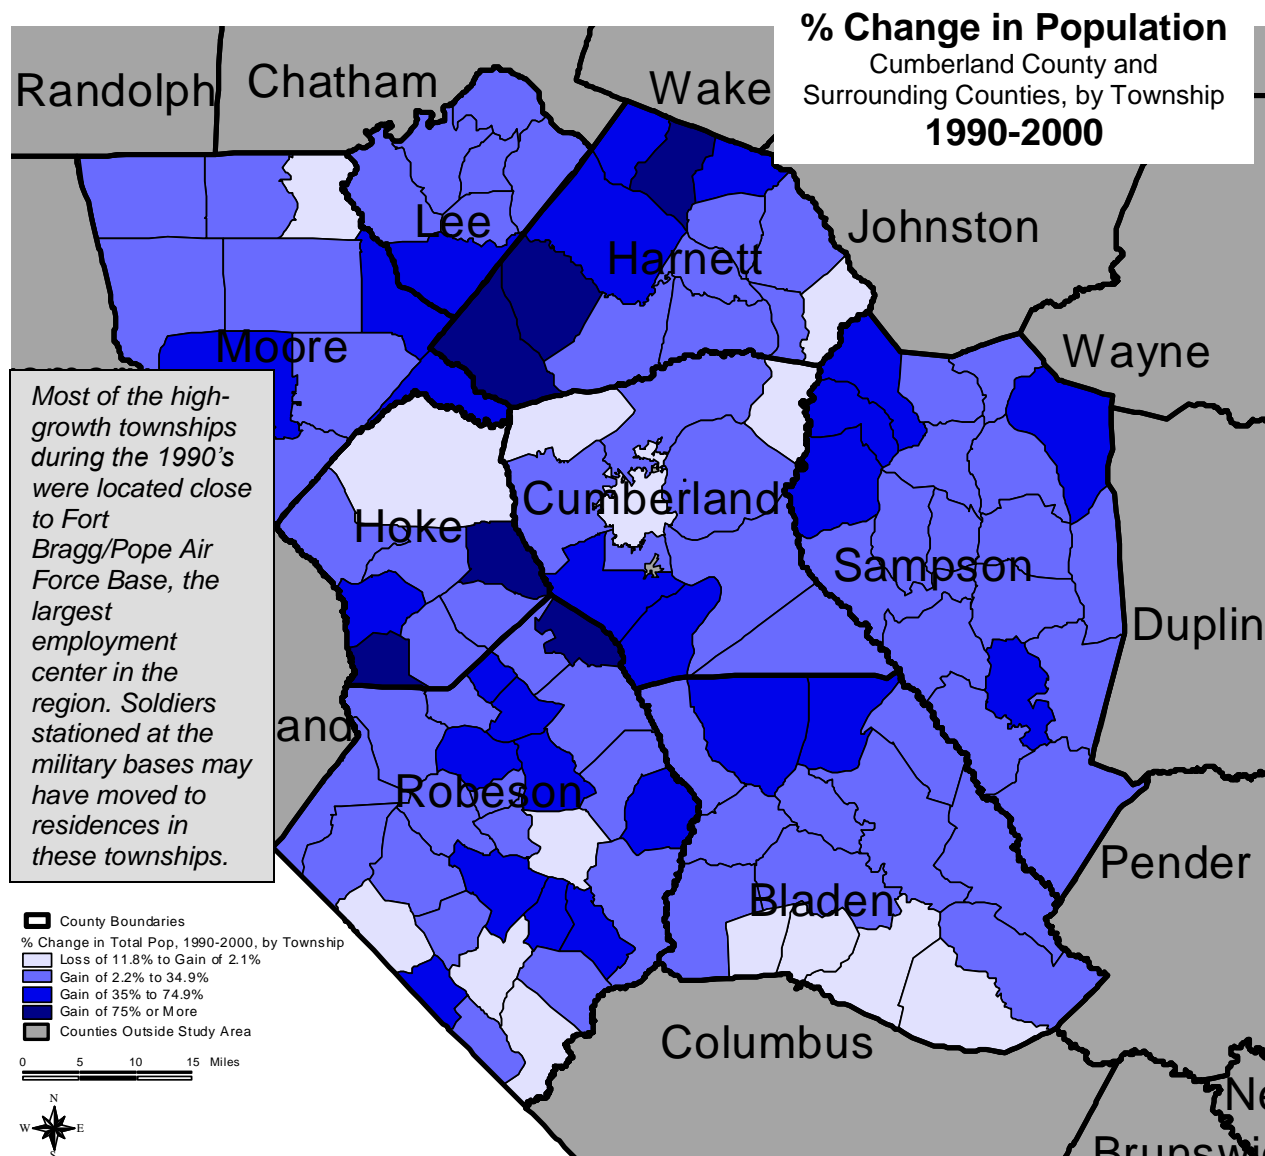 % Change in Population
Cumberland County and
Surrounding Counties, by Township
1990-2000
Randolph
Chatham
Wake
Johnston
Lee
Harnett
Wayne
Moore
Most of the high-
growth townships
during the 1990's
were located close
to Fort
Bragg/Pope Air
Force Base, the
largest
employment
center in the
region. Soldiers
stationed at the
military bases may
have moved to
residences in
these townships.
Cumberland
Hoke
Sampson
Duplin
and
Robeson
Pender
Bladen
Columbus
County Boundaries
% Change in Total Pop, 1990-2000, by Township
Loss of 11.8% to Gain of 2.1%
Gain of 2.2% to 34.9%
Gain of 35% to 74.9%
Gain of 75% or More
Counties Outside Study Area
0 5 10 15 Miles
N
W E
S
Ne
Brunswi